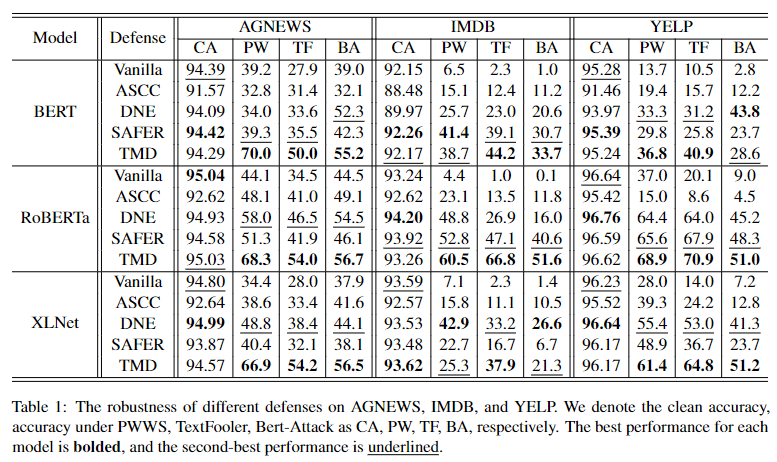 Model Defense AGNEWS IMDB YELP
CA PW TF BA CA PW TF BA CA PW TF BA
Vanilla 94.39 39.2 27.9 39.0 92.15 6.5 2.3 1.0 95.28 13.7 10.5 2.8
ASCC 91.57 32.8 31.4 32.1 88.48 15.1 12.4 11.2 91.46 19.4 15.7 12.2
BERT DNE 94.09 34.0 33.6 52.3 89.97 25.7 23.0 20.6 93.97 33.3 31.2 43.8
SAFER 94.42 39.3 35.5 42.3 92.26 41.4 39.1 30.7 95.39 29.8 25.8 23.7
TMD 94.29 70.0 50.0 55.2 92.17 38.7 44.2 33.7 95.24 36.8 40.9 28.6
Vanilla 95.04 44.1 34.5 44.5 93.24 4.4 1.0 0.1 96.64 37.0 20.1 9.0
ASCC 92.62 48.1 41.0 49.1 92.62 23.1 13.5 11.8 95.42 15.0 8.6 4.5
RoBERTa DNE 94.93 58.0 46.5 54.5 94.20 48.8 26.9 16.0 96.76 64.4 64.0 45.2
SAFER 94.58 51.3 41.9 46.1 93.92 52.8 47.1 40.6 96.59 65.6 67.9 48.3
TMD 95.03 68.3 54.0 56.7 93.26 60.5 66.8 51.6 96.62 68.9 70.9 51.0
Vanilla 94.80 34.4 28.0 37.9 93.59 7.1 2.3 1.4 96.23 28.0 14.0 7.2
ASCC 92.64 38.6 33.4 41.6 92.57 15.8 11.1 10.5 95.52 39.3 24.2 12.8
XLNet DNE 94.99 48.8 38.4 44.1 93.53 42.9 33.2 26.6 96.64 55.4 53.0 41.3
SAFER 93.87 40.4 32.1 38.1 93.48 22.7 16.7 6.7 96.17 48.9 36.7 23.7
TMD 94.57 66.9 54.2 56.5 93.62 25.3 37.9 21.3 96.17 61.4 64.8 51.2
Table 1: The robustness of different defenses on AGNEWS, IMDB, and YELP. We denote the clean accuracy,
accuracy under PWWS, TextFooler, Bert-Attack as CA, PW, TF, BA, respectively. The best performance for each
model is bolded, and the second-best performance is underlined.